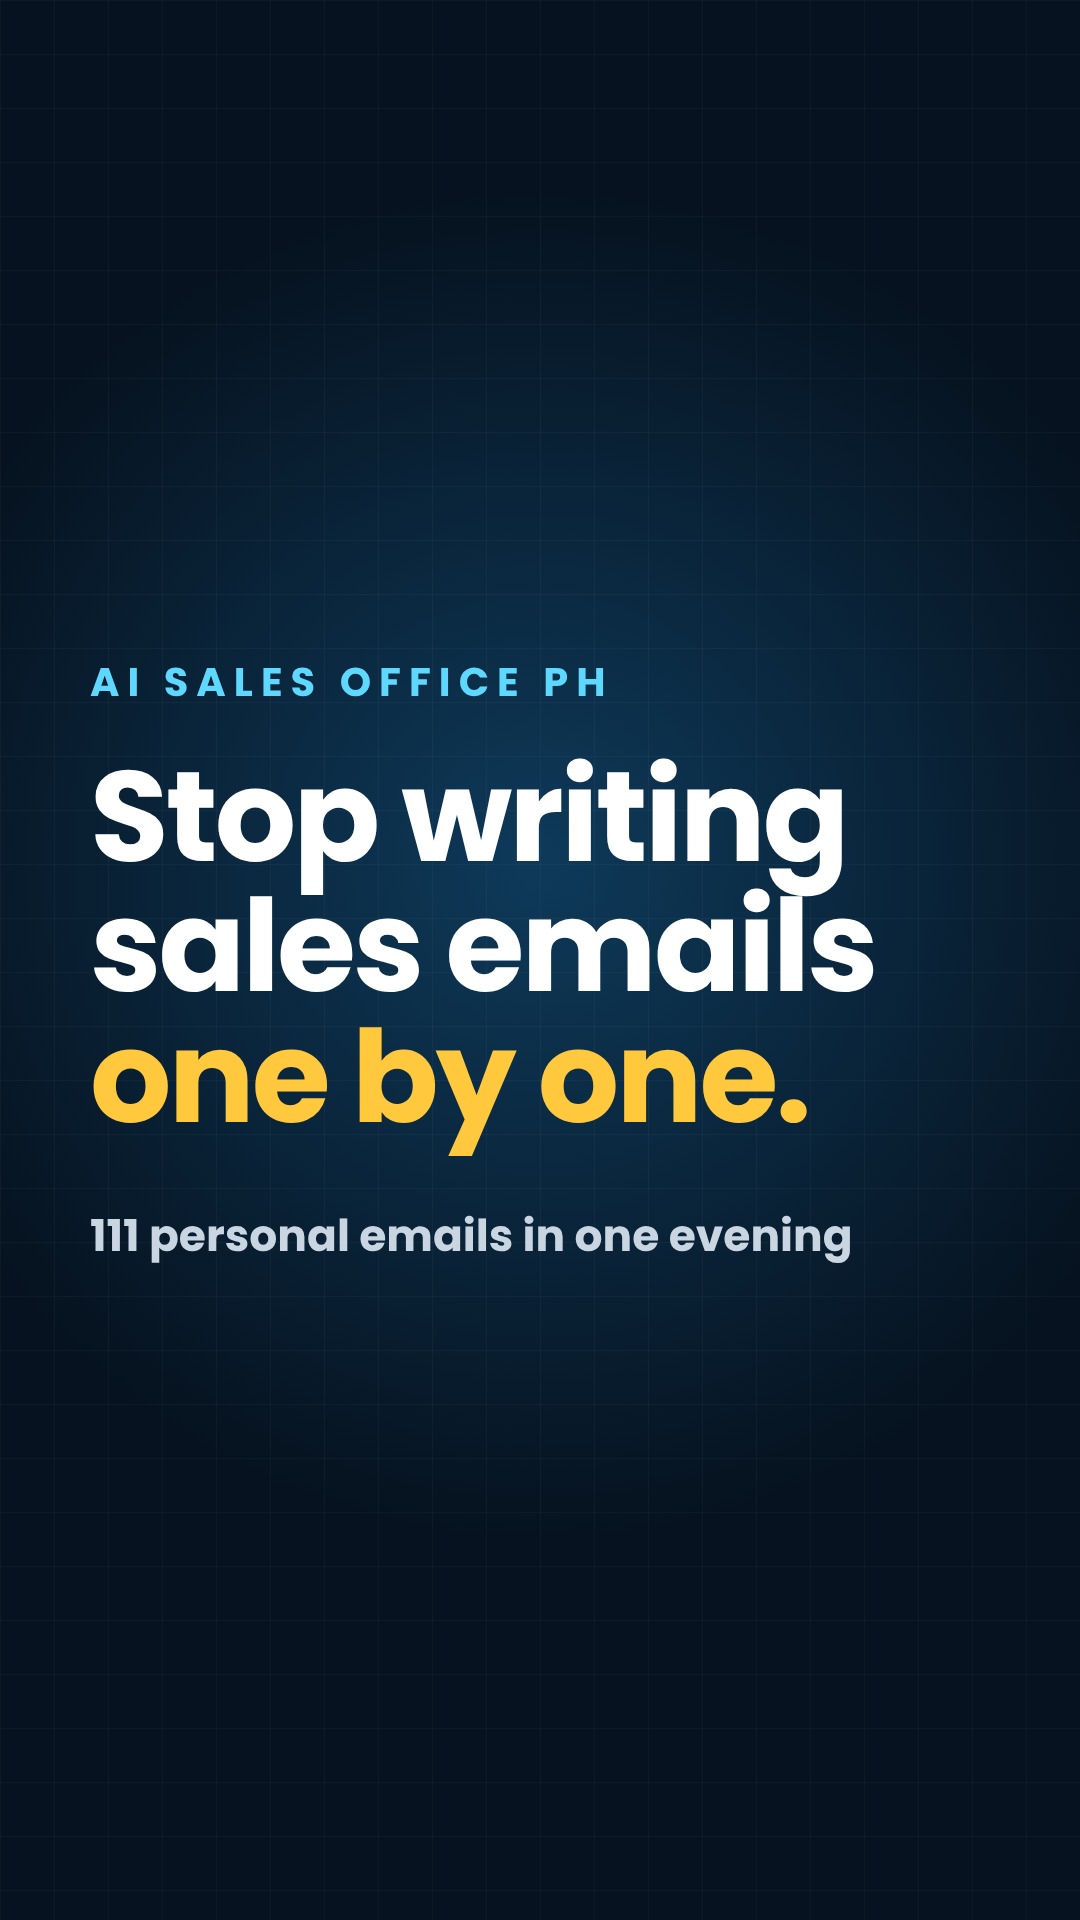 AI SALES OFFICE PH
Stop writing
sales emails
one by one.
111 personal emails in one evening